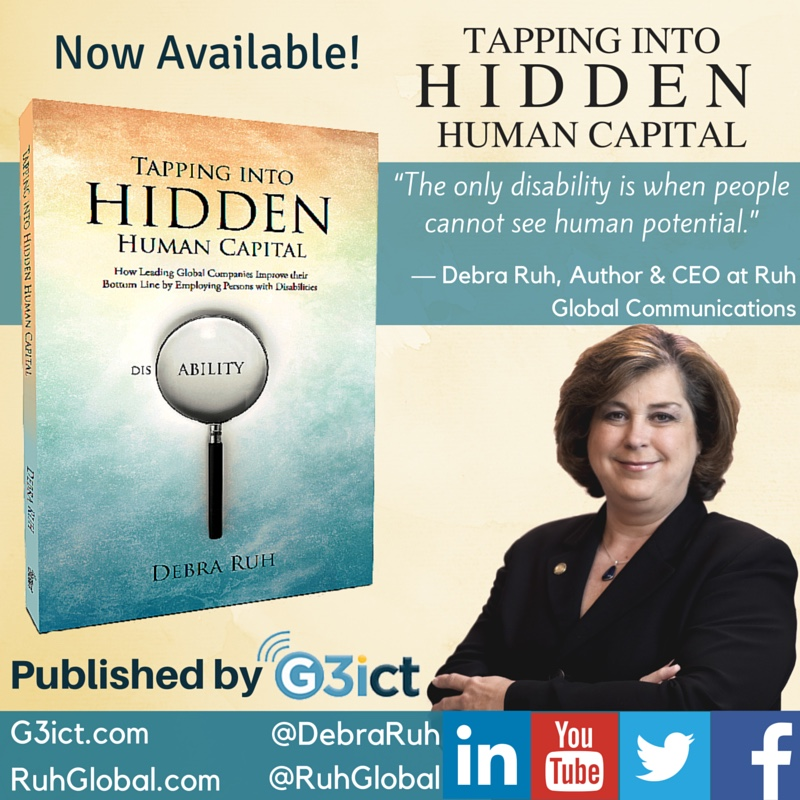 Now Available!
TAPPING INTO
HIDDEN
HUMAN CAPITAL
TAPPING INTO HIDDEN HUMAN CAPITAL
DEBRA RUH
TAPPING INTO
HIDDEN
HUMAN CAPITAL
How Leading Global Companies Improve their
Bottom Line by Employing Persons with Disabilities
DIS ABILITY
DEBRA RUH
“The only disability is when people
cannot see human potential.”
— Debra Ruh, Author & CEO at Ruh
Global Communications
Published by G3ict
G3ict.com
RuhGlobal.com
@DebraRuh
@RuhGlobal
in
You
Tube
f